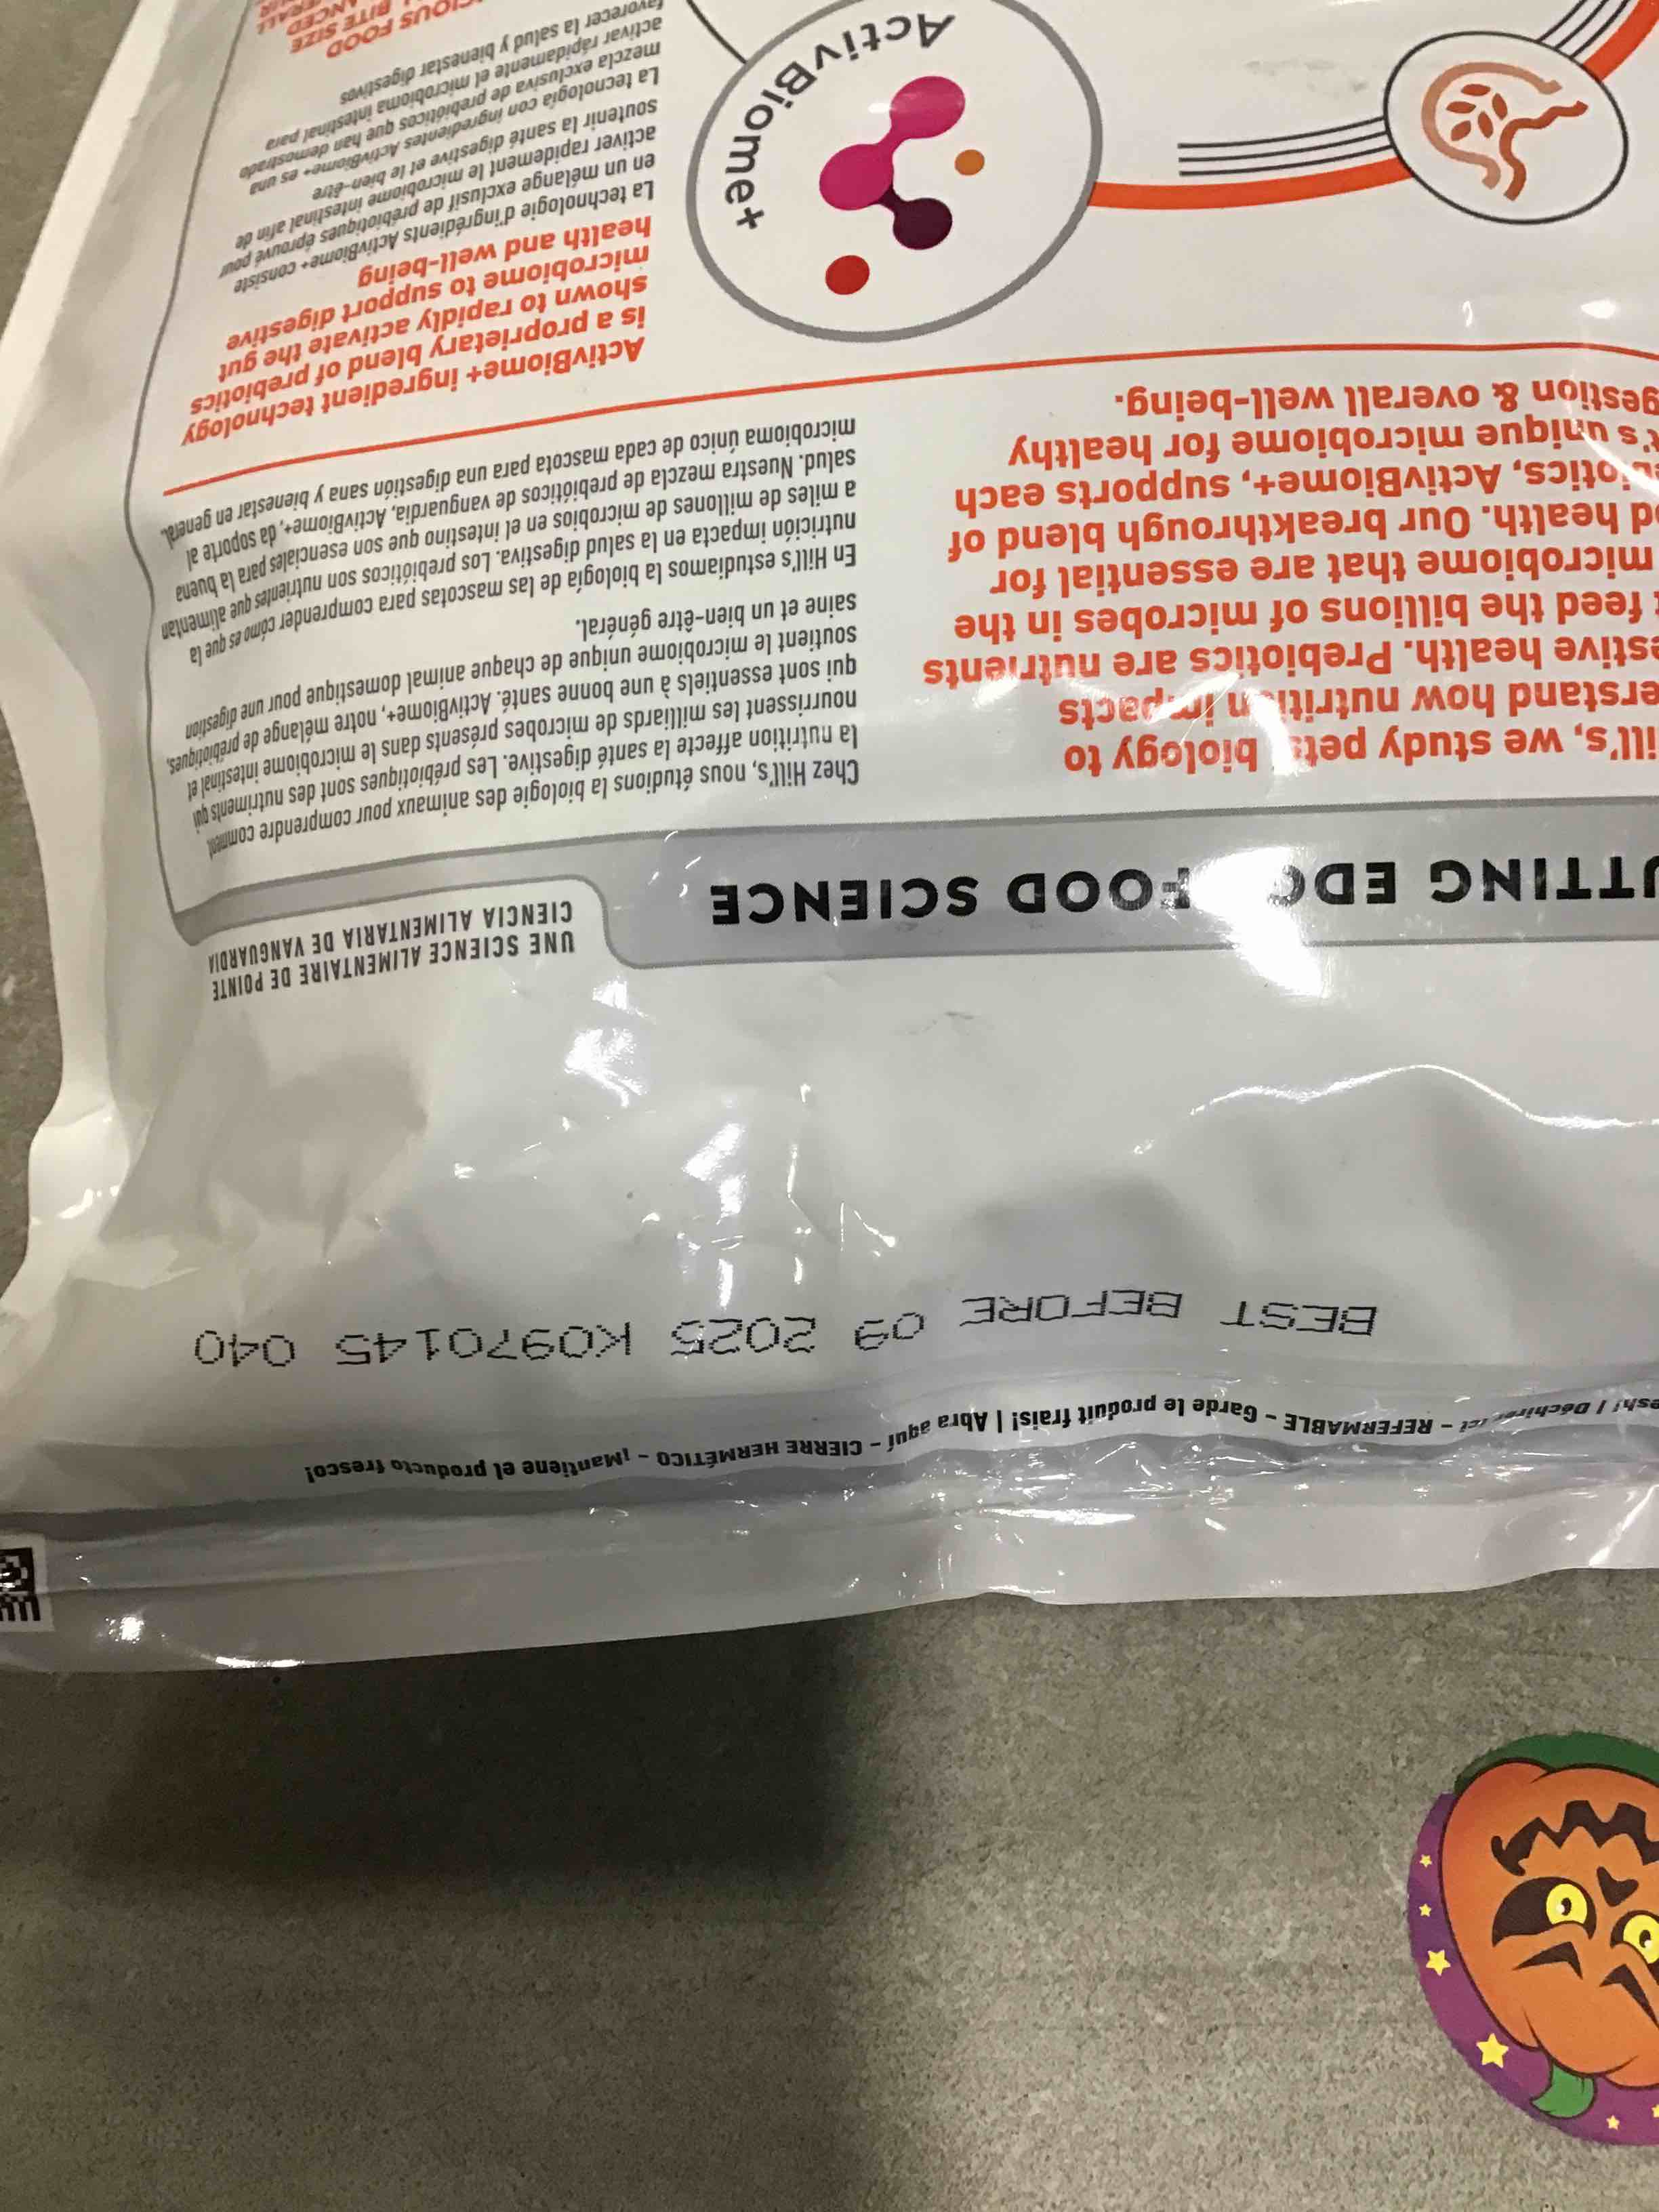 esh! | Déchirer ici - REFERMABLE - Garde le produit frais! | Abra aquí - CIERRE HERMÉTICO - ¡Mantiene el producto fresco!
BEST BEFORE 09 2025 K0970145 040
UTTING EDG FOOD SCIENCE
UNE SCIENCE ALIMENTAIRE DE POINTE
CIENCIA ALIMENTARIA DE VANGUARDIA
ill's, we study pets' biology to
erstand how nutrition impacts
estive health. Prebiotics are nutrients
t feed the billions of microbes in the
microbiome that are essential for
od health. Our breakthrough blend of
ebiotics, ActivBiome+, supports each
t's unique microbiome for healthy
gestion & overall well-being.
Chez Hill's, nous étudions la biologie des animaux pour comprendre comment
la nutrition affecte la santé digestive. Les prébiotiques sont des nutriments qui
nourrissent les milliards de microbes présents dans le microbiome intestinal et
qui sont essentiels à une bonne santé. ActivBiome+, notre mélange de prébiotiques,
soutient le microbiome unique de chaque animal domestique pour une digestion
saine et un bien-être général.
En Hill's estudiamos la biología de las mascotas para comprender cómo es que la
nutrición impacta en la salud digestiva. Los prebióticos son nutrientes que alimentan
a miles de millones de microbios en el intestino que son esenciales para la buena
salud. Nuestra mezcla de prebióticos de vanguardia, ActivBiome+, da soporte al
microbioma único de cada mascota para una digestión sana y bienestar en general.
ActivBiome+
ActivBiome+ ingredient technology
is a proprietary blend of prebiotics
shown to rapidly activate the gut
microbiome to support digestive
health and well-being
La technologie d'ingrédients ActivBiome+ consiste
en un mélange exclusif de prébiotiques éprouvé pour
activer rapidement le microbiome intestinal afin de
soutenir la santé digestive et le bien-être
La tecnología con ingredientes ActivBiome+ es una
mezcla exclusiva de prebióticos que han demostrado
activar rápidamente el microbioma intestinal para
favorecer la salud y bienestar digestivos
CIOUS FOOD
BITE SIZE
ANCED